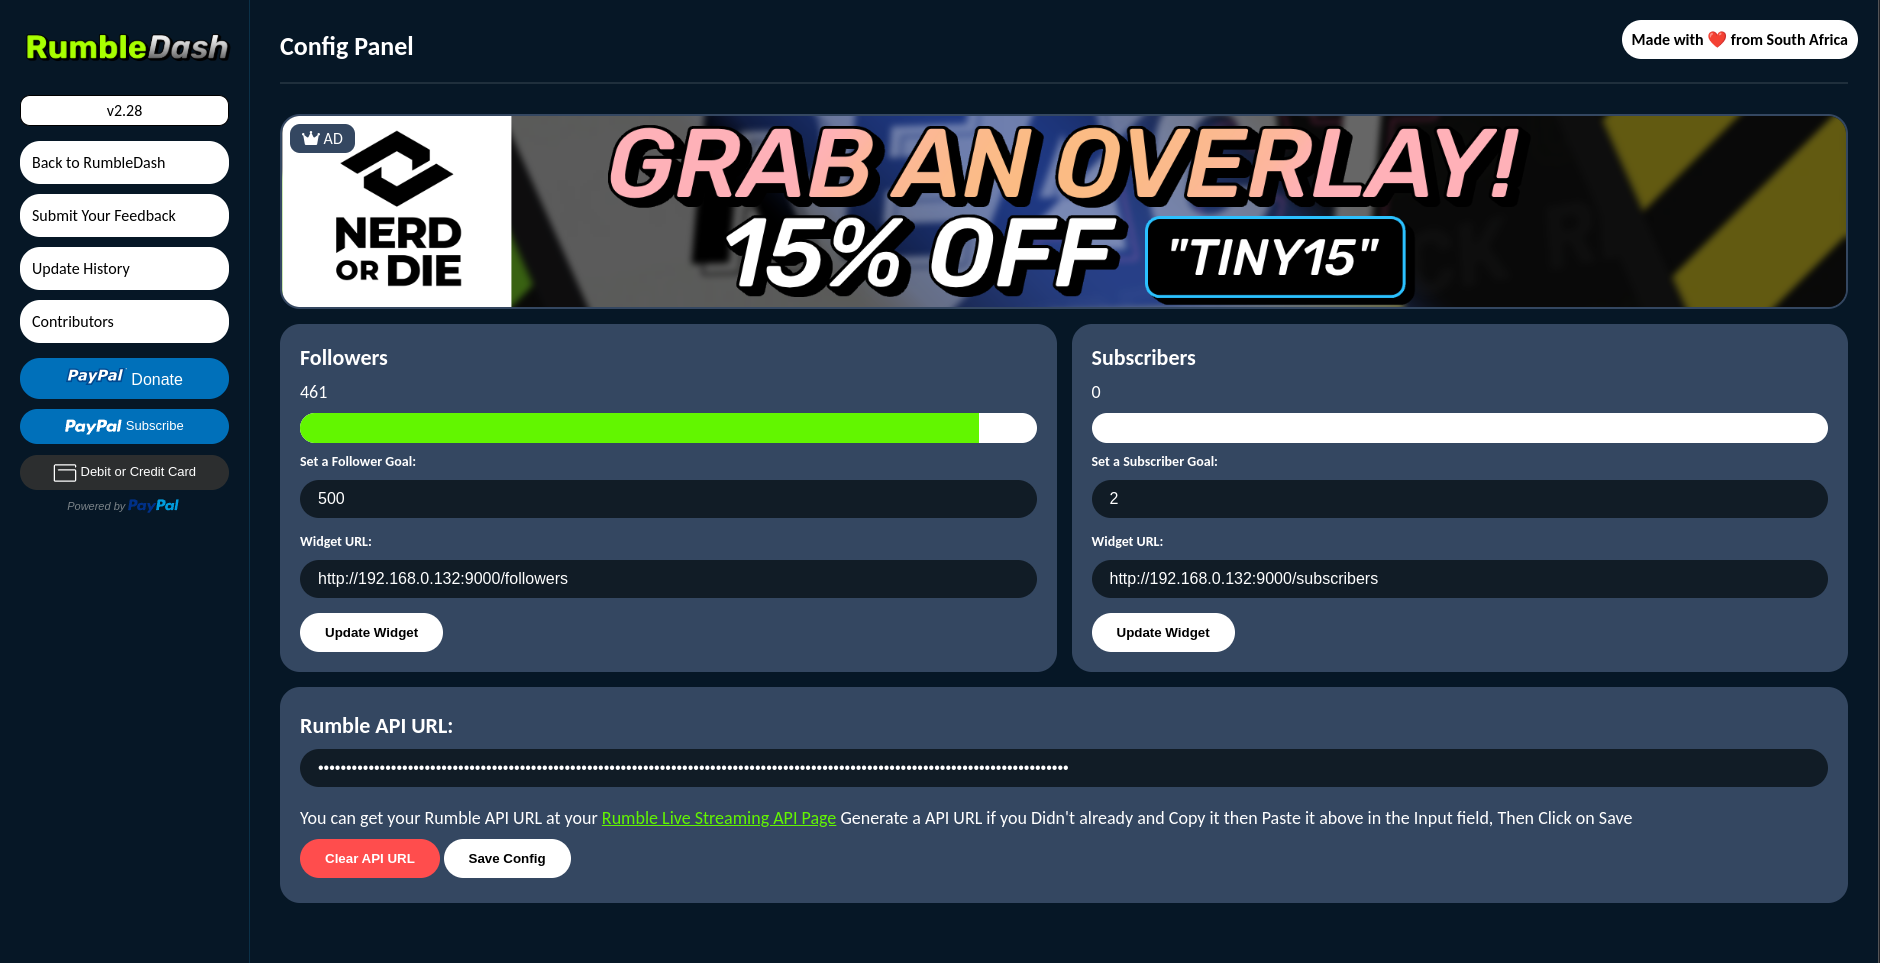 RumbleDash
v2.28
Back to RumbleDash
Submit Your Feedback
Update History
Contributors
PayPal Donate
PayPal Subscribe
Debit or Credit Card
Powered by PayPal
Config Panel
Made with ❤️ from South Africa
AD
NERD
OR DIE
GRAB AN OVERLAY!
15% OFF "TINY15"
Followers
461
Set a Follower Goal:
500
Widget URL:
http://192.168.0.132:9000/followers
Update Widget
Subscribers
0
Set a Subscriber Goal:
2
Widget URL:
http://192.168.0.132:9000/subscribers
Update Widget
Rumble API URL:
You can get your Rumble API URL at your Rumble Live Streaming API Page Generate a API URL if you Didn't already and Copy it then Paste it above in the Input field, Then Click on Save
Clear API URL Save Config